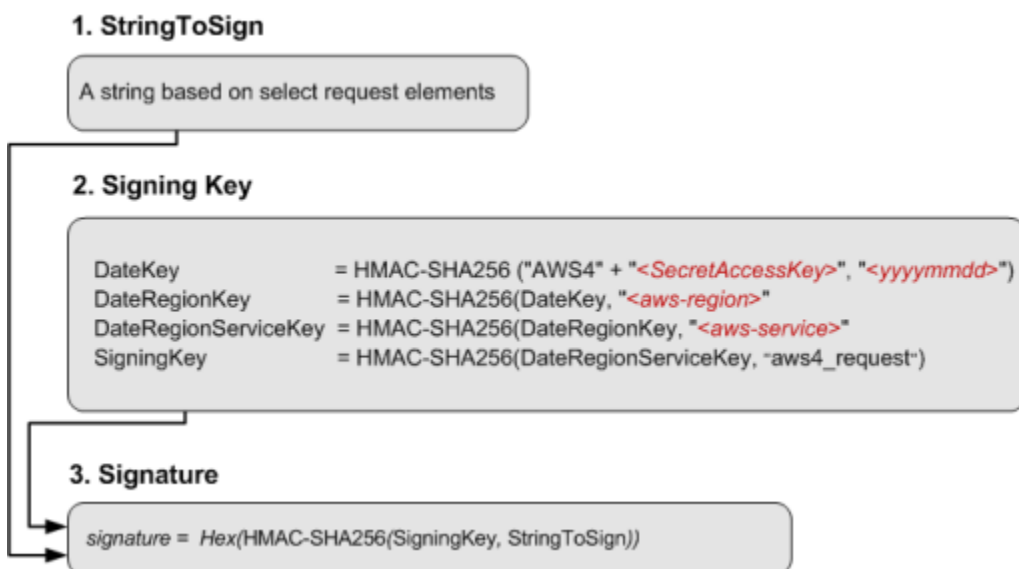 1. StringToSign
A string based on select request elements
2. Signing Key
DateKey = HMAC-SHA256 ("AWS4" + "<SecretAccessKey>", "<yyyymmdd>")
DateRegionKey = HMAC-SHA256(DateKey, "<aws-region>"
DateRegionServiceKey = HMAC-SHA256(DateRegionKey, "<aws-service>"
SigningKey = HMAC-SHA256(DateRegionServiceKey, "aws4_request")
3. Signature
signature = Hex(HMAC-SHA256(SigningKey, StringToSign))